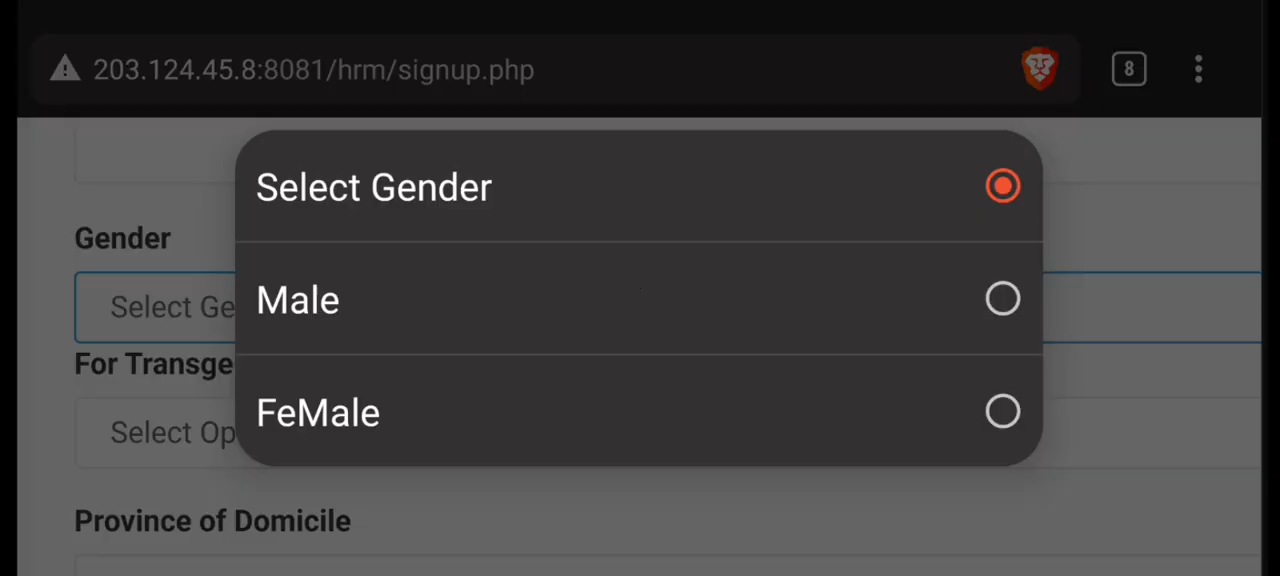 203.124.45.8:8081/hrm/signup.php
8
Select Gender
Gender
Select Ge
Male
For Transge
FeMale
Select Op
Province of Domicile